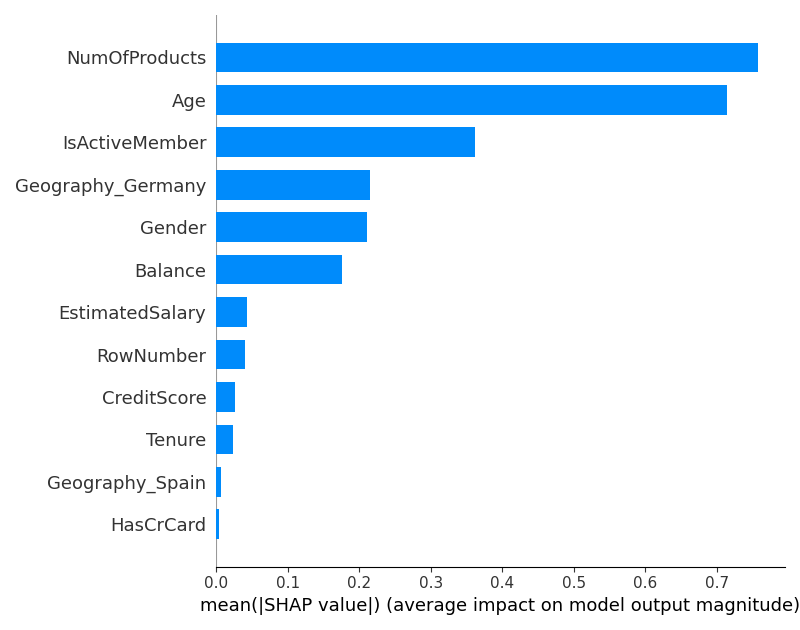 NumOfProducts
Age
IsActiveMember
Geography_Germany
Gender
Balance
EstimatedSalary
RowNumber
CreditScore
Tenure
Geography_Spain
HasCrCard
0.0 0.1 0.2 0.3 0.4 0.5 0.6 0.7
mean(|SHAP value|) (average impact on model output magnitude)